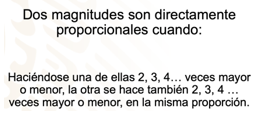 Dos magnitudes son directamente
proporcionales cuando:
Haciéndose una de ellas 2, 3, 4… veces mayor
o menor, la otra se hace también 2, 3, 4 …
veces mayor o menor, en la misma proporción.